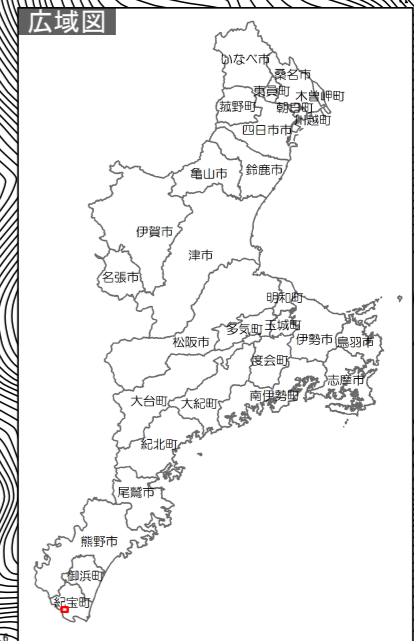 広域図
いなべ市
桑名市
東員町
木曽岬町
菰野町
朝日町
川越町
四日市市
亀山市
鈴鹿市
伊賀市
津市
名張市
明和町
松阪市
多気町
玉城町
伊勢市
鳥羽市
度会町
志摩市
大台町
大紀町
南伊勢町
紀北町
尾鷲市
熊野市
御浜町
紀宝町